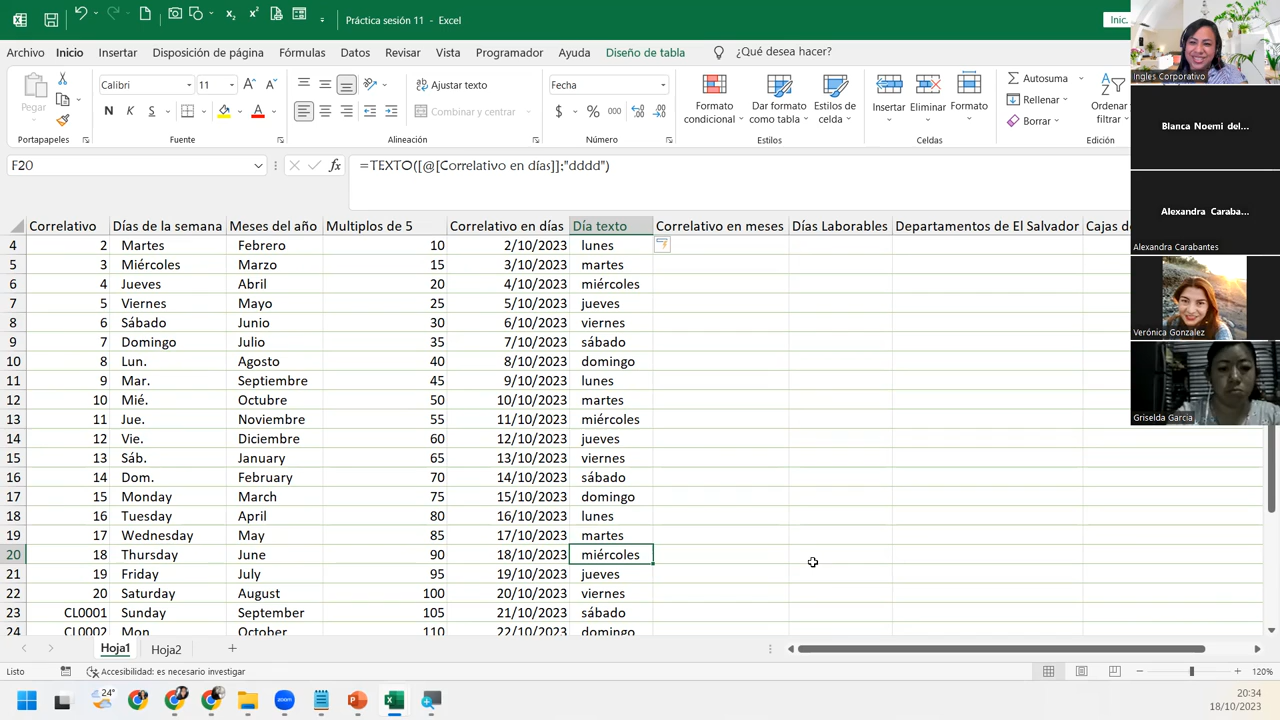 Práctica sesión 11 - Excel
Inic.
Archivo Inicio Insertar Disposición de página Fórmulas Datos Revisar Vista Programador Ayuda Diseño de tabla ¿Qué desea hacer?
Pegar
Calibri 11
N K S
Ajustar texto
Combinar y centrar
Fecha
$ % 000
Formato condicional
Dar formato como tabla
Estilos de celda
Insertar
Eliminar
Formato
Autosuma
Rellenar
Borrar
Ordenar
filtrar
Portapapeles Fuente Alineación Número Estilos Celdas Edición
F20 fx =TEXTO([@[Correlativo en días]];"dddd")
Correlativo Días de la semana Meses del año Multiplos de 5 Correlativo en días Día texto Correlativo en meses Días Laborables Departamentos de El Salvador Cajas de
4 2 Martes Febrero 10 2/10/2023 lunes
5 3 Miércoles Marzo 15 3/10/2023 martes
6 4 Jueves Abril 20 4/10/2023 miércoles
7 5 Viernes Mayo 25 5/10/2023 jueves
8 6 Sábado Junio 30 6/10/2023 viernes
9 7 Domingo Julio 35 7/10/2023 sábado
10 8 Lun. Agosto 40 8/10/2023 domingo
11 9 Mar. Septiembre 45 9/10/2023 lunes
12 10 Mié. Octubre 50 10/10/2023 martes
13 11 Jue. Noviembre 55 11/10/2023 miércoles
14 12 Vie. Diciembre 60 12/10/2023 jueves
15 13 Sáb. January 65 13/10/2023 viernes
16 14 Dom. February 70 14/10/2023 sábado
17 15 Monday March 75 15/10/2023 domingo
18 16 Tuesday April 80 16/10/2023 lunes
19 17 Wednesday May 85 17/10/2023 martes
20 18 Thursday June 90 18/10/2023 miércoles
21 19 Friday July 95 19/10/2023 jueves
22 20 Saturday August 100 20/10/2023 viernes
23 CL0001 Sunday September 105 21/10/2023 sábado
24 CL0002 Mon October 110 22/10/2023 domingo
Hoja1 Hoja2
Listo Accesibilidad: es necesario investigar 120%
24°
20:34
18/10/2023
Ingles Corporativo
Blanca Noemi del...
Alexandra Caraba...
Alexandra Carabantes
Verónica Gonzalez
Griselda Garcia